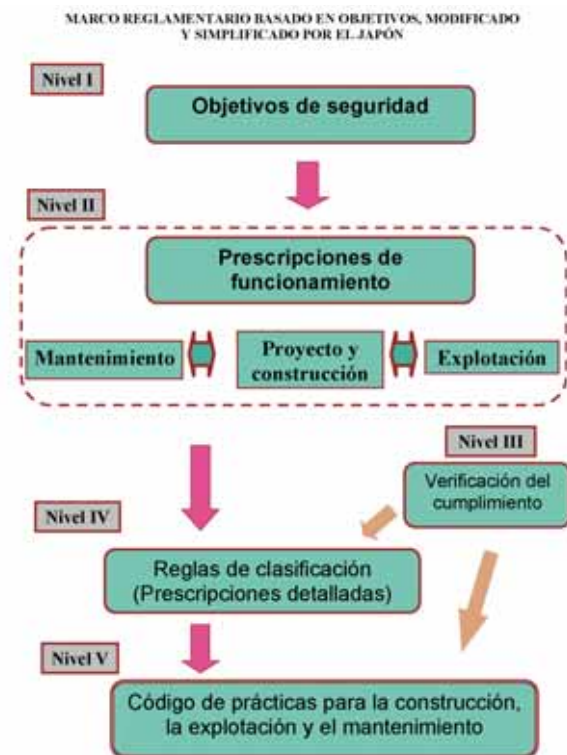 MARCO REGLAMENTARIO BASADO EN OBJETIVOS, MODIFICADO
Y SIMPLIFICADO POR EL JAPÓN
Nivel I
Objetivos de seguridad
Nivel II
Prescripciones de
funcionamiento
Mantenimiento
Proyecto y
construcción
Explotación
Nivel III
Verificación del
cumplimiento
Nivel IV
Reglas de clasificación
(Prescripciones detalladas)
Nivel V
Código de prácticas para la construcción,
la explotación y el mantenimiento